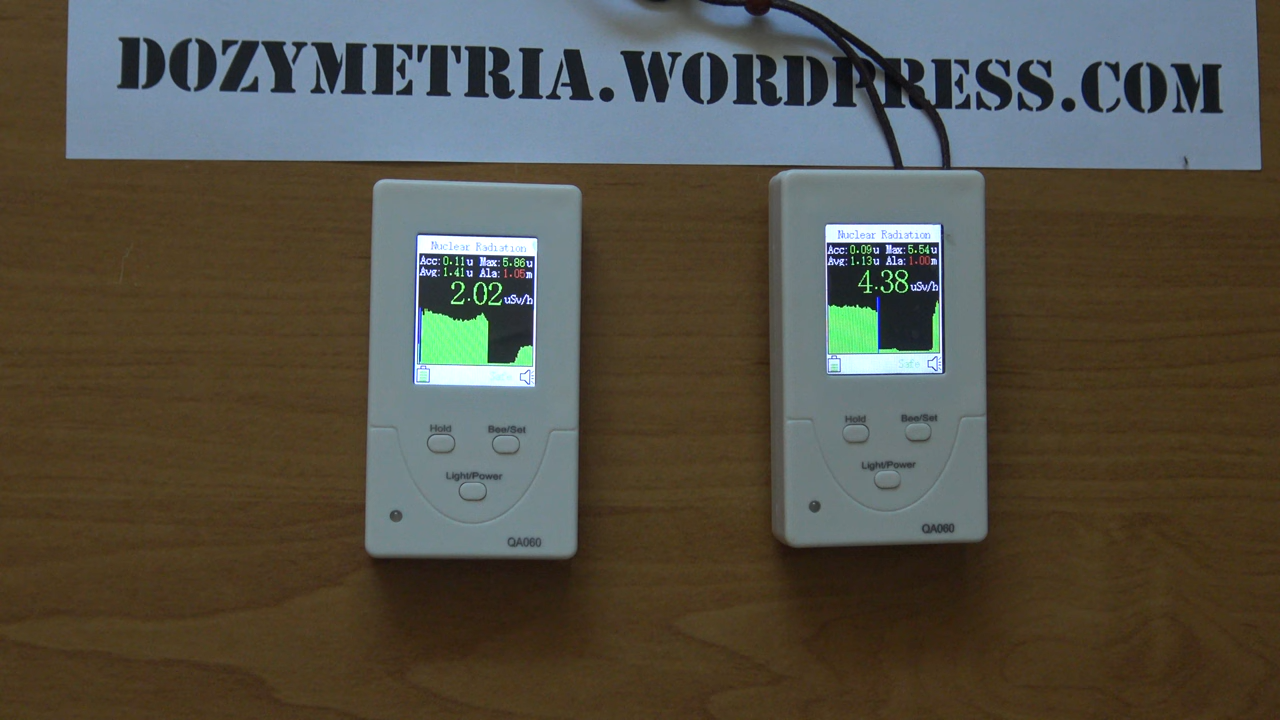 DOZYMETRIA.WORDPRESS.COM
Nuclear Radiation
Acc:0.11u Max:5.86u
Avg:1.41u Ala:1.05m
2.02uSv/h
Safe
Hold Bee/Set
Light/Power
QA060
Nuclear Radiation
Acc:0.09u Max:5.54u
Avg:1.13u Ala:1.00m
4.38uSv/h
Safe
Hold Bee/Set
Light/Power
QA060